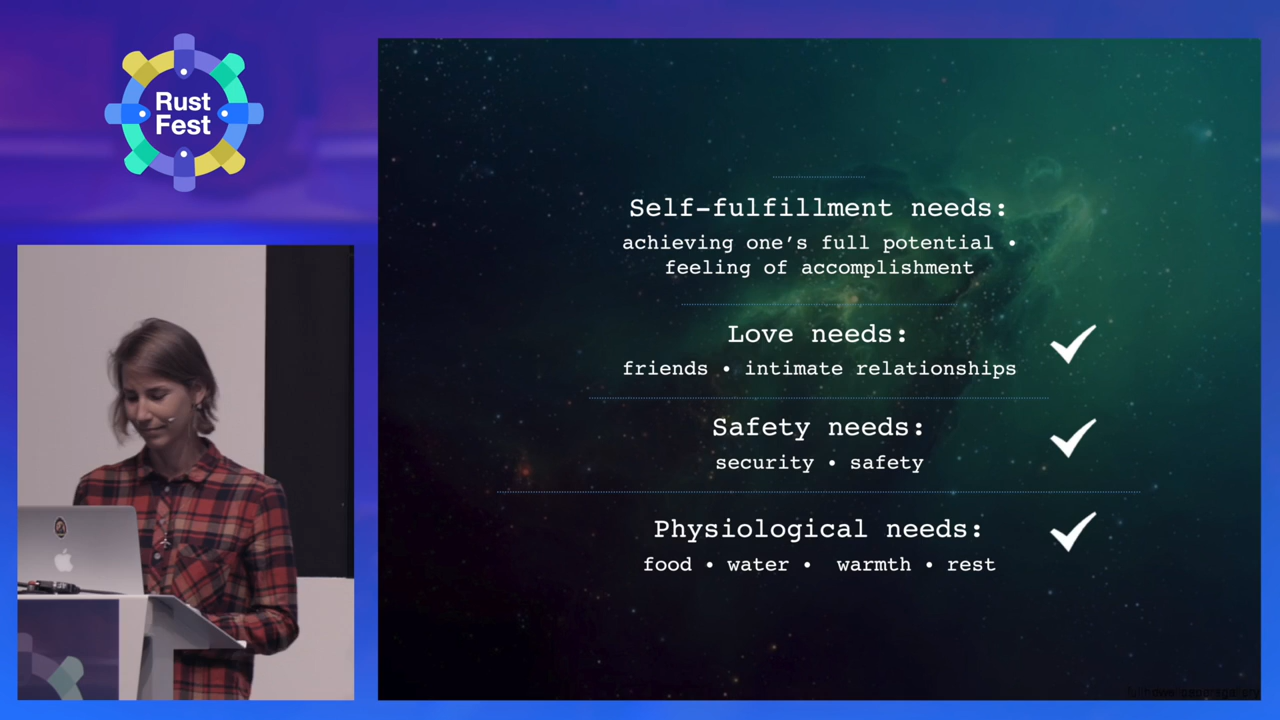 Rust
Fest
Self-fulfillment needs:
achieving one's full potential •
feeling of accomplishment
Love needs:
friends • intimate relationships
Safety needs:
security • safety
Physiological needs:
food • water • warmth • rest